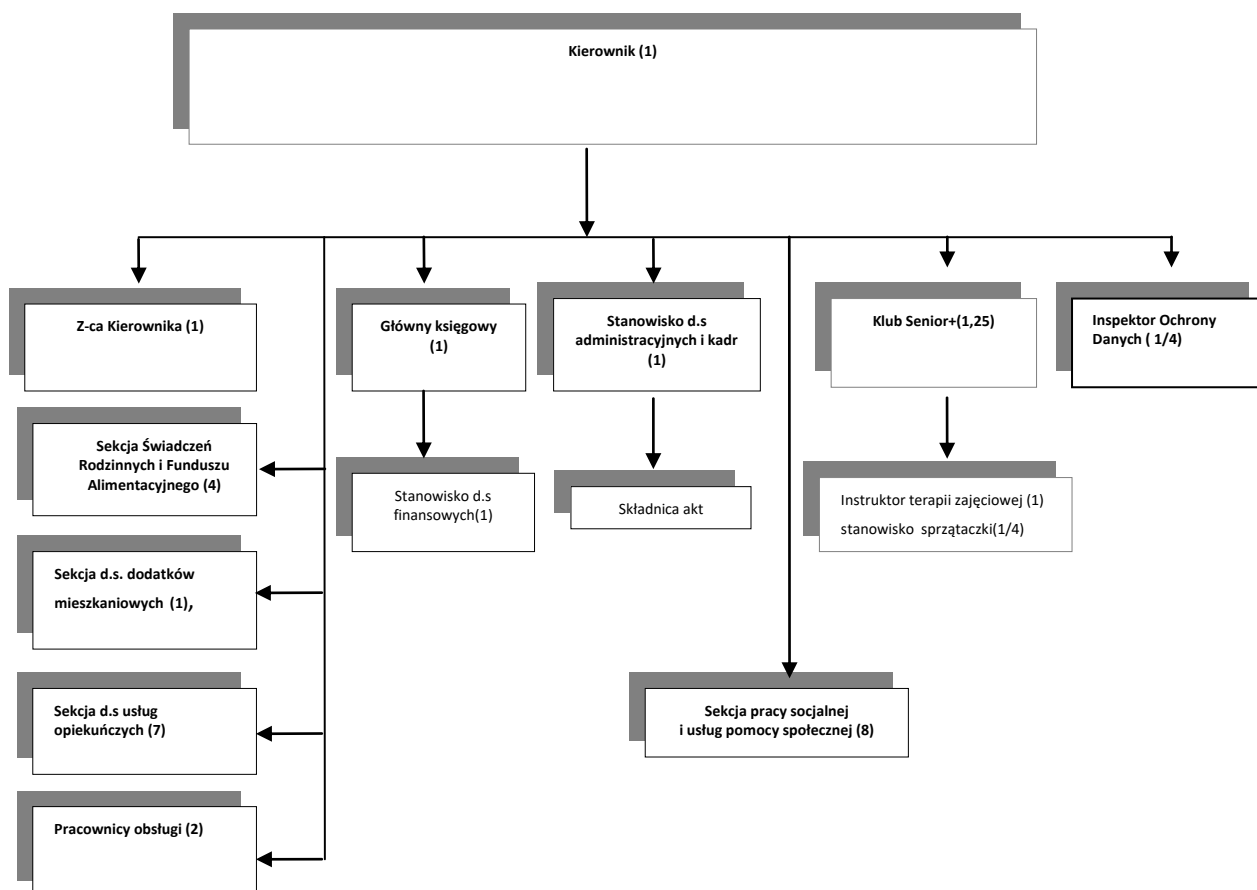 Kierownik (1)
Z-ca Kierownika (1)
Główny księgowy
(1)
Stanowisko d.s
administracyjnych i kadr
(1)
Klub Senior+(1,25)
Inspektor Ochrony
Danych ( 1/4)
Sekcja Świadczeń
Rodzinnych i Funduszu
Alimentacyjnego (4)
Stanowisko d.s
finansowych(1)
Składnica akt
Instruktor terapii zajęciowej (1)
stanowisko sprzątaczki(1/4)
Sekcja d.s. dodatków
mieszkaniowych (1),
Sekcja d.s usług
opiekuńczych (7)
Sekcja pracy socjalnej
i usług pomocy społecznej (8)
Pracownicy obsługi (2)